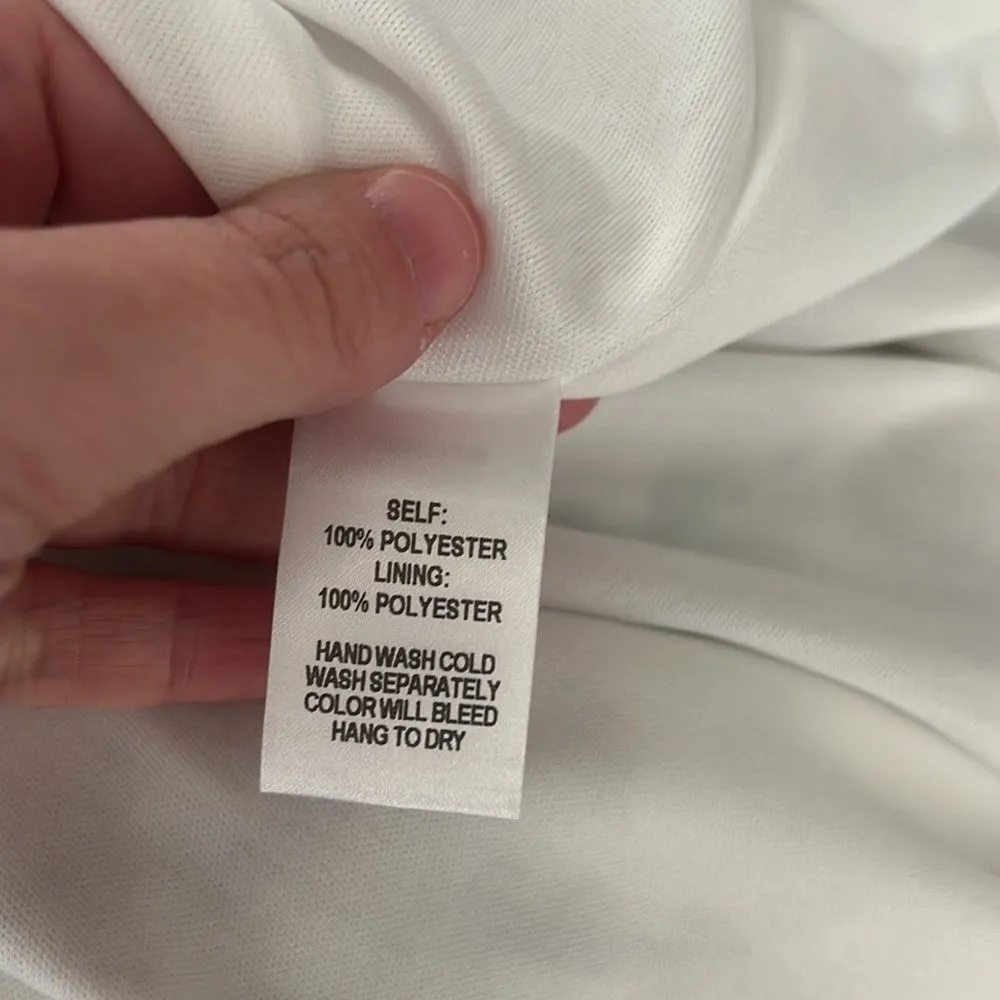 SELF:
100% POLYESTER
LINING:
100% POLYESTER
HAND WASH COLD
WASH SEPARATELY
COLOR WILL BLEED
HANG TO DRY